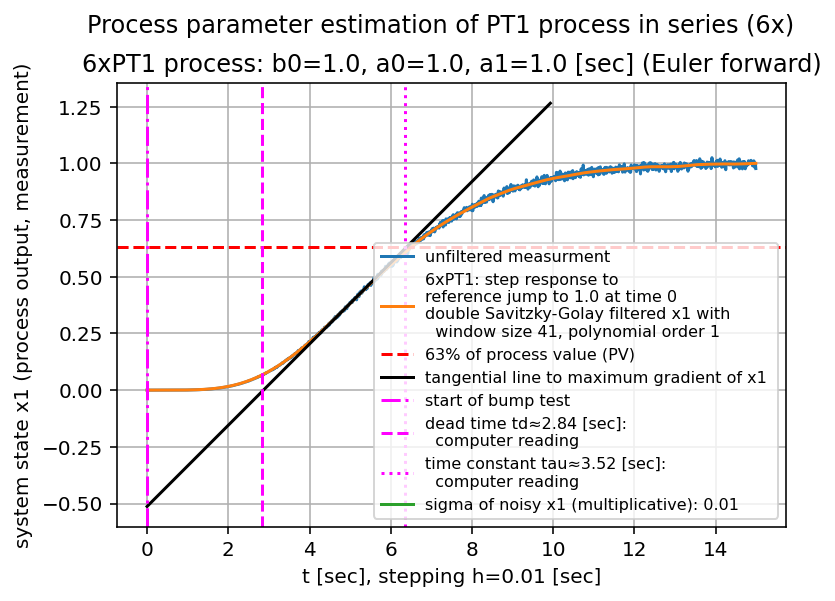 Process parameter estimation of PT1 process in series (6x)
6xPT1 process: b0=1.0, a0=1.0, a1=1.0 [sec] (Euler forward)
system state x1 (process output, measurement)
1.25
1.00
0.75
0.50
0.25
0.00
−0.25
−0.50
unfiltered measurment
6xPT1: step response to
reference jump to 1.0 at time 0
double Savitzky-Golay filtered x1 with
window size 41, polynomial order 1
63% of process value (PV)
tangential line to maximum gradient of x1
start of bump test
dead time td≈2.84 [sec]:
computer reading
time constant tau≈3.52 [sec]:
computer reading
sigma of noisy x1 (multiplicative): 0.01
0 2 4 6 8 10 12 14
t [sec], stepping h=0.01 [sec]